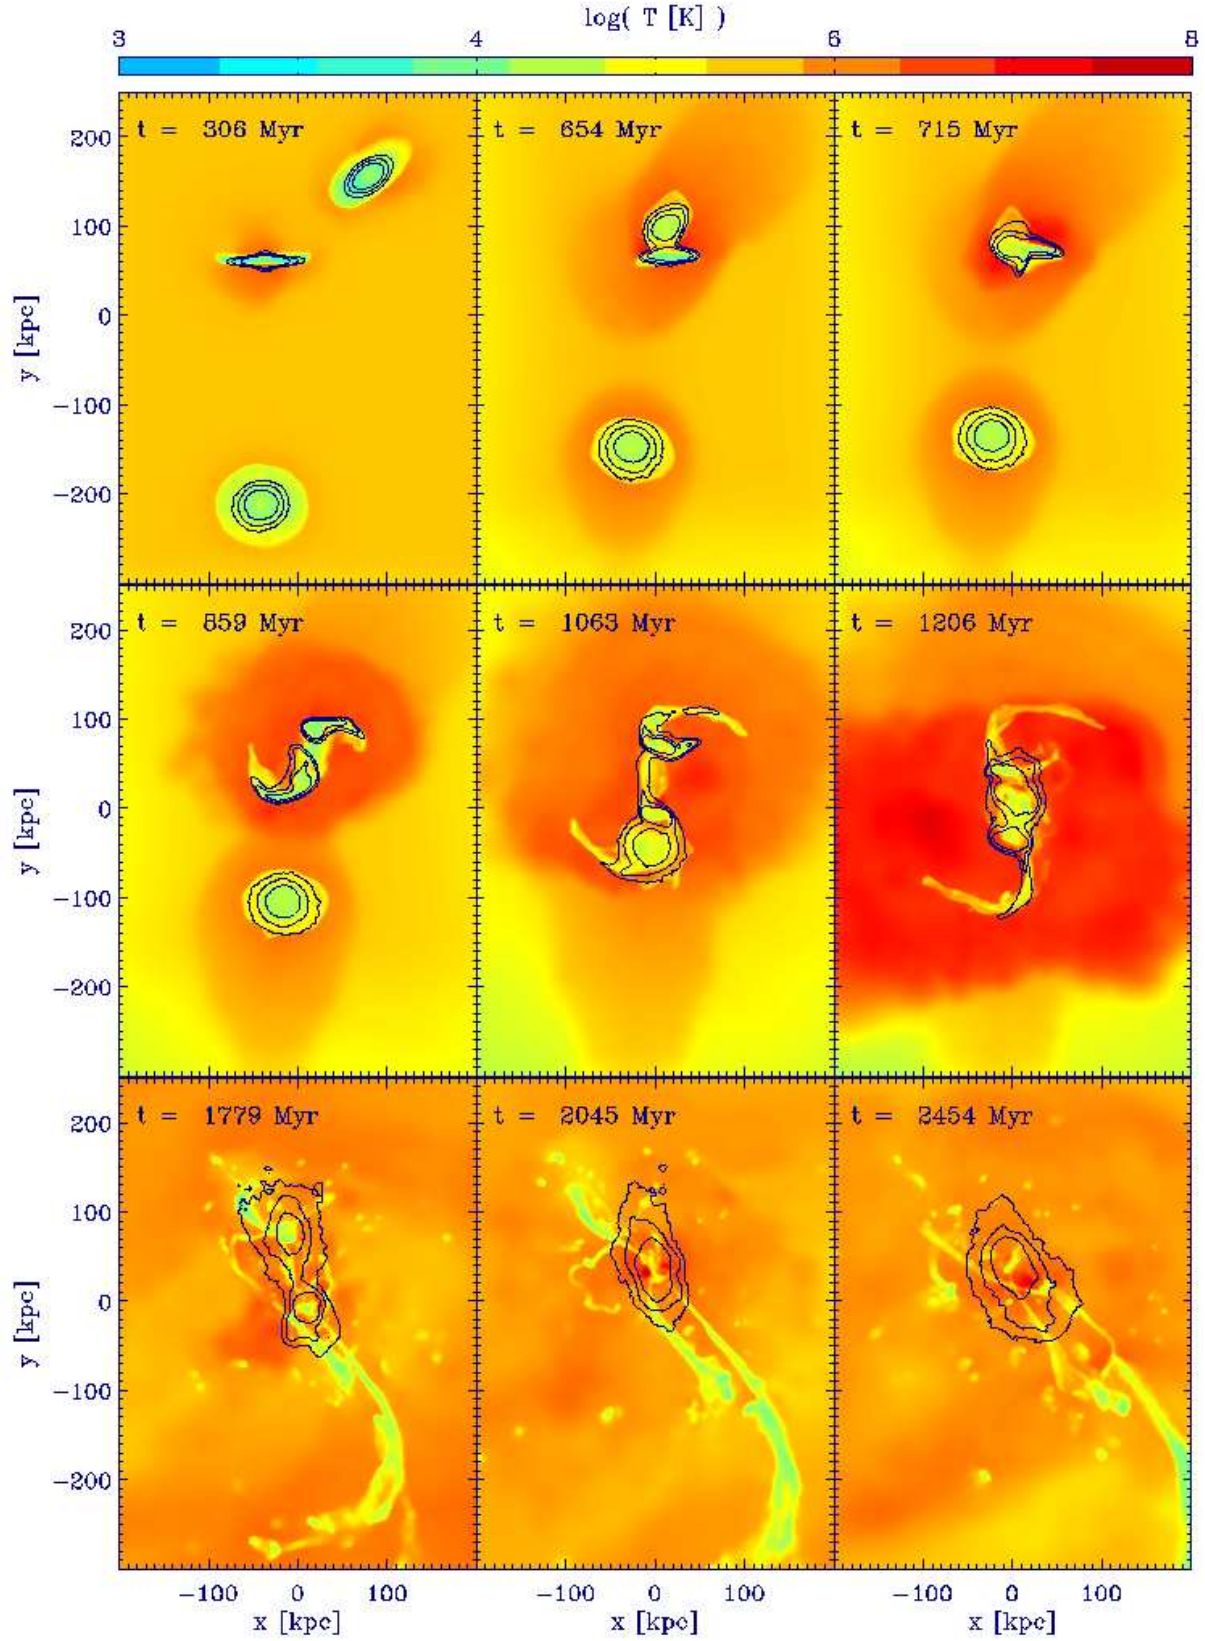 log( T [K] )
3 4 6 8
t = 306 Myr t = 654 Myr t = 715 Myr
200
100
0
y [kpc]
-100
-200
t = 859 Myr t = 1063 Myr t = 1206 Myr
200
100
0
y [kpc]
-100
-200
t = 1779 Myr t = 2045 Myr t = 2454 Myr
200
100
0
y [kpc]
-100
-200
-100 0 100 -100 0 100 -100 0 100
x [kpc] x [kpc] x [kpc]